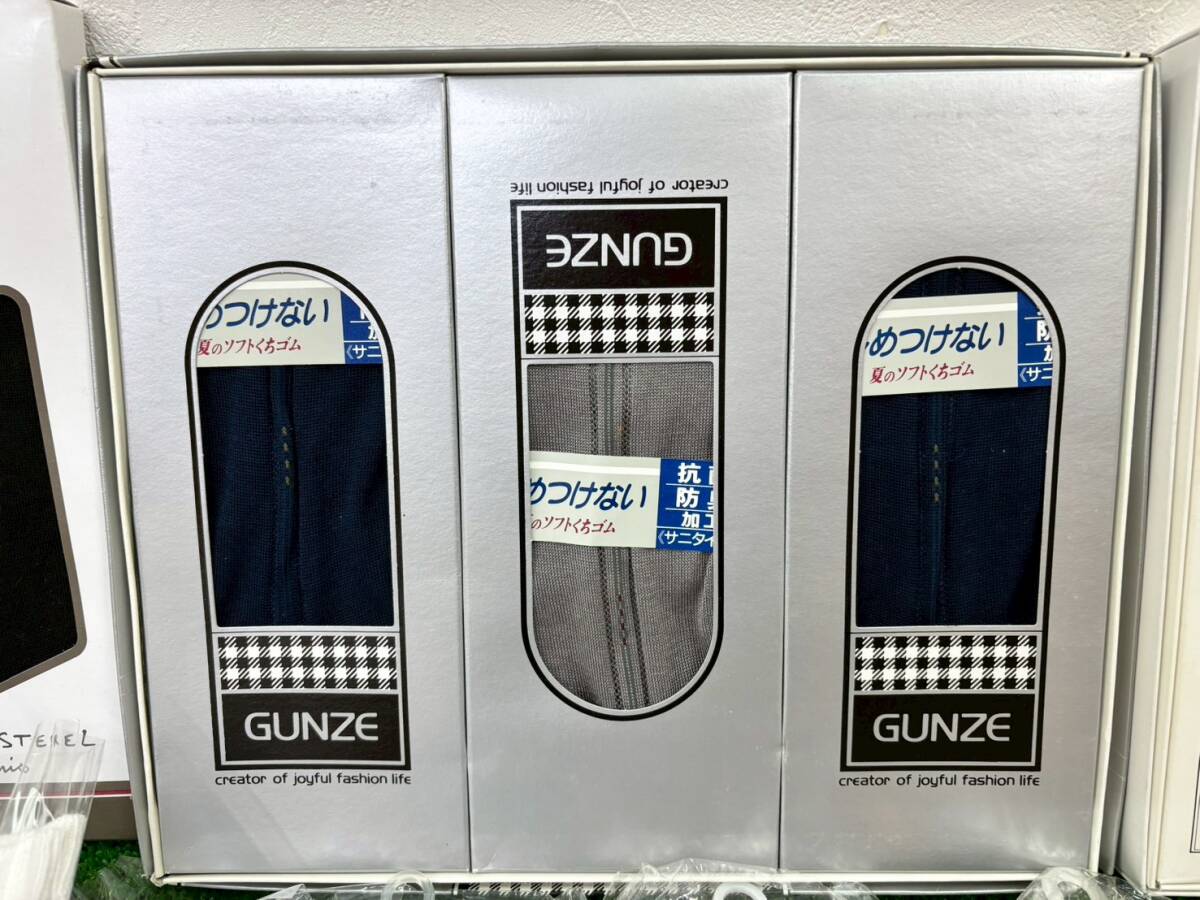 めつけない
夏のソフトくちゴム
《サニ
GUNZE
creator of joyful fashion life
creator of joyful fashion life
GUNZE
めつけない
のソフトくちゴム
抗
防
加工
《サニタイ
めつけない
夏のソフトくちゴム
防
加
《サニ
GUNZE
creator of joyful fashion life